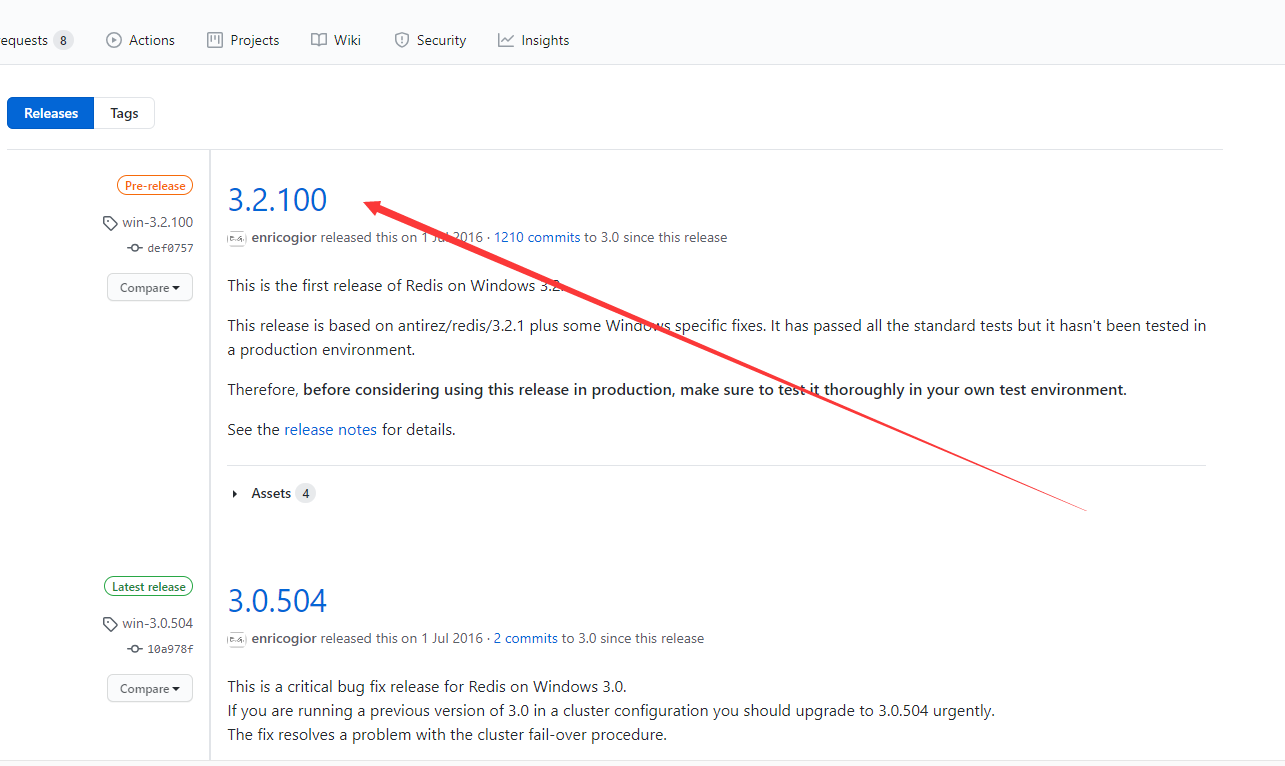 equests 8 Actions Projects Wiki Security Insights
Releases Tags
Pre-release
win-3.2.100
def0757
Compare
3.2.100
enricogior released this on 1 Jul 2016 · 1210 commits to 3.0 since this release
This is the first release of Redis on Windows 3.2.
This release is based on antirez/redis/3.2.1 plus some Windows specific fixes. It has passed all the standard tests but it hasn't been tested in
a production environment.
Therefore, before considering using this release in production, make sure to test it thoroughly in your own test environment.
See the release notes for details.
Assets 4
Latest release
win-3.0.504
10a978f
Compare
3.0.504
enricogior released this on 1 Jul 2016 · 2 commits to 3.0 since this release
This is a critical bug fix release for Redis on Windows 3.0.
If you are running a previous version of 3.0 in a cluster configuration you should upgrade to 3.0.504 urgently.
The fix resolves a problem with the cluster fail-over procedure.